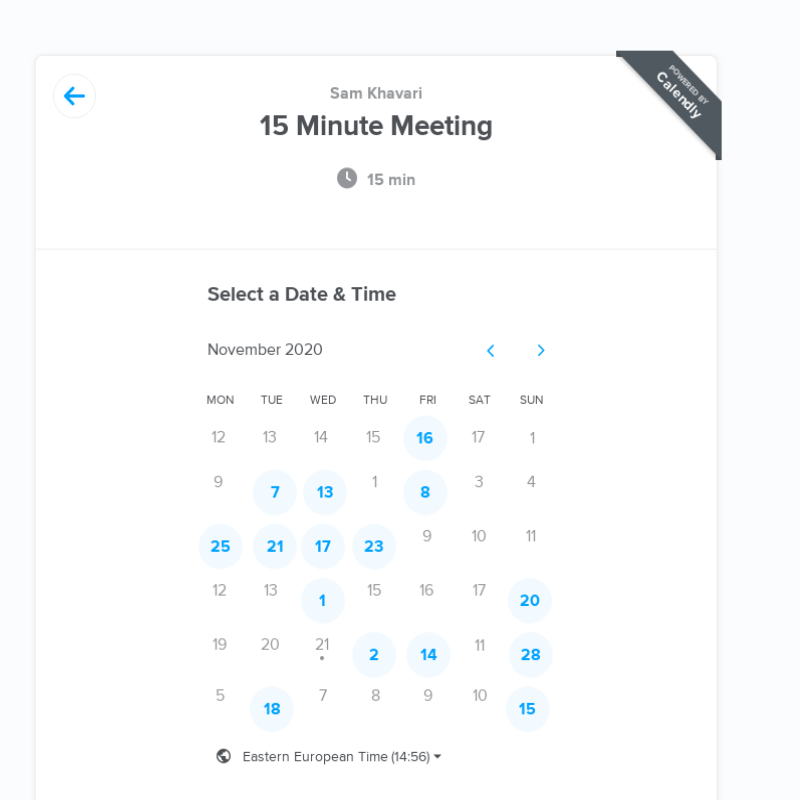 POWERED BY
Calendly
Sam Khavari
15 Minute Meeting
15 min
Select a Date & Time
November 2020
MON TUE WED THU FRI SAT SUN
12 13 14 15 16 17 1
9 7 13 1 8 3 4
25 21 17 23 9 10 11
12 13 1 15 16 17 20
19 20 21 2 14 11 28
5 18 7 8 9 10 15
Eastern European Time (14:56)